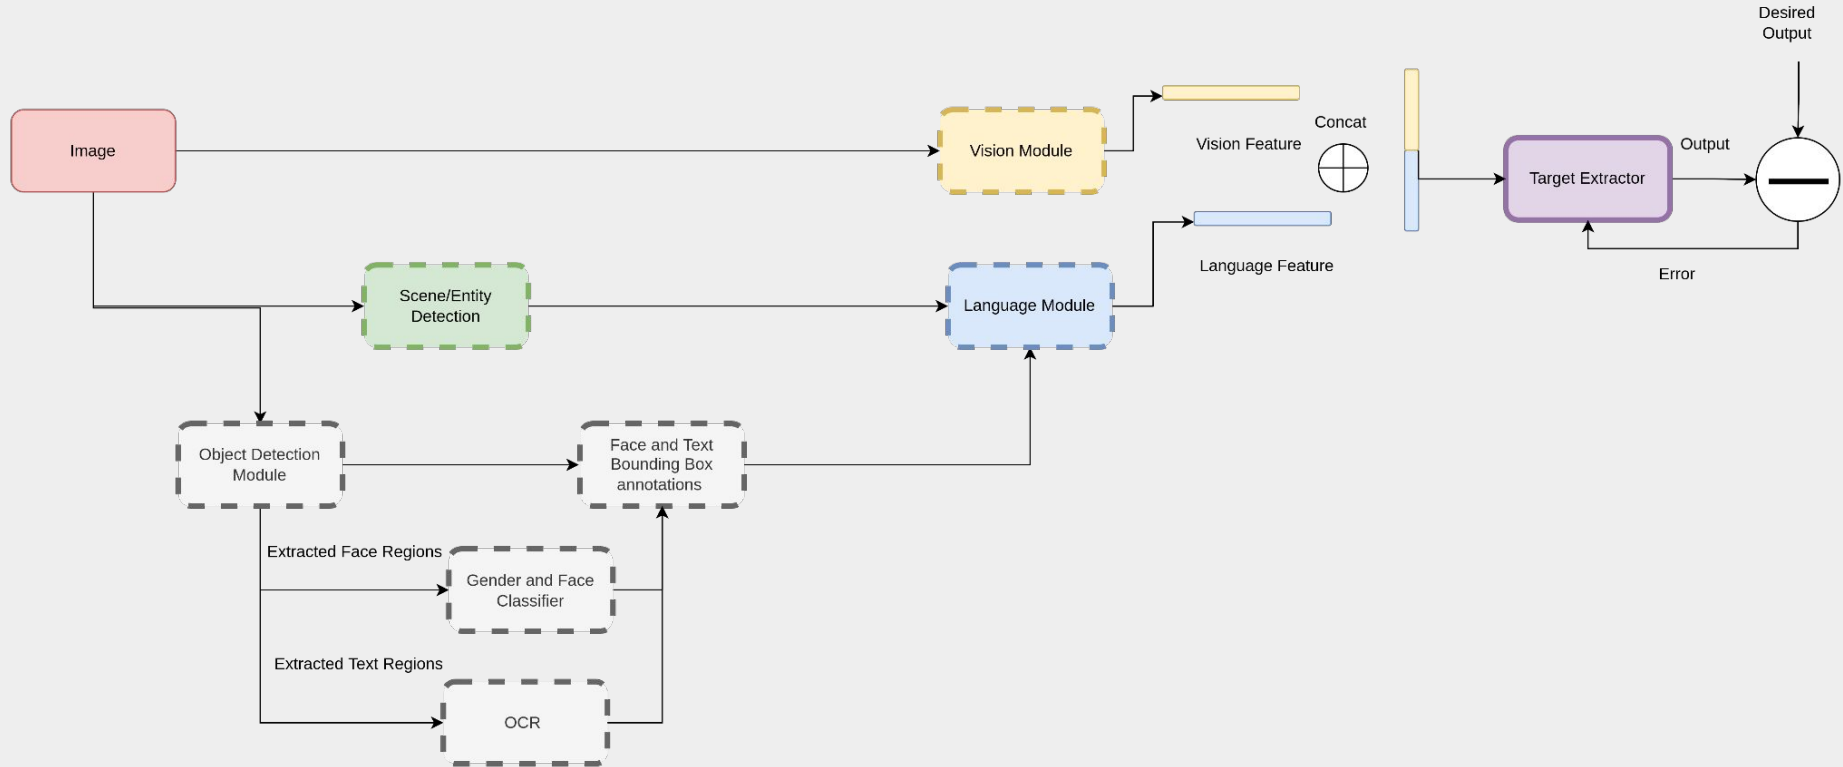 Desired
Output
Image
Vision Module
Vision Feature
Concat
Target Extractor
Output
Error
Language Feature
Scene/Entity
Detection
Language Module
Object Detection
Module
Face and Text
Bounding Box
annotations
Extracted Face Regions
Gender and Face
Classifier
Extracted Text Regions
OCR